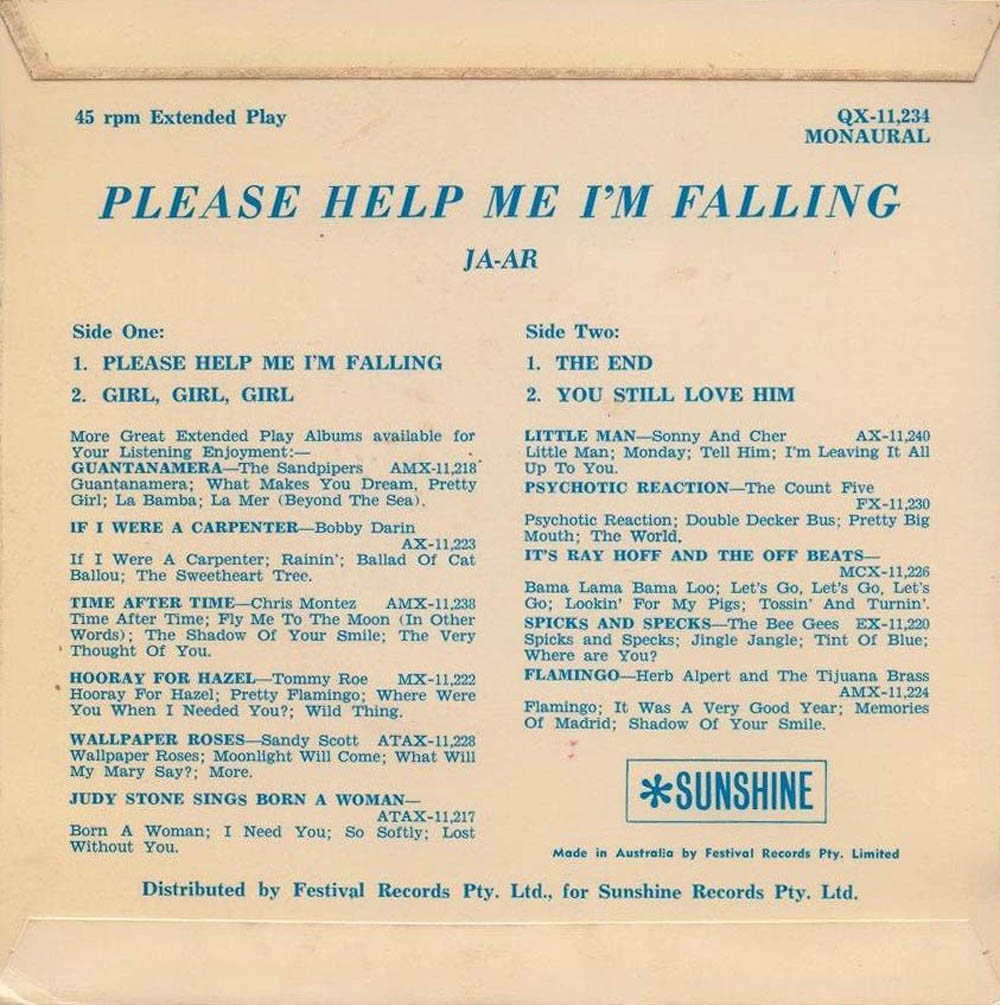 45 rpm Extended Play
QX-11,234
MONAURAL
PLEASE HELP ME I'M FALLING
JA-AR
Side One:
1. PLEASE HELP ME I'M FALLING
2. GIRL, GIRL, GIRL
More Great Extended Play Albums available for
Your Listening Enjoyment:—
GUANTANAMERA—The Sandpipers AMX-11,218
Guantanamera; What Makes You Dream, Pretty
Girl; La Bamba; La Mer (Beyond The Sea).
IF I WERE A CARPENTER—Bobby Darin
AX-11,223
If I Were A Carpenter; Rainin'; Ballad Of Cat
Ballou; The Sweetheart Tree.
TIME AFTER TIME—Chris Montez AMX-11,238
Time After Time; Fly Me To The Moon (In Other
Words); The Shadow Of Your Smile; The Very
Thought Of You.
HOORAY FOR HAZEL—Tommy Roe MX-11,222
Hooray For Hazel; Pretty Flamingo; Where Were
You When I Needed You?; Wild Thing.
WALLPAPER ROSES—Sandy Scott ATAX-11,228
Wallpaper Roses; Moonlight Will Come; What Will
My Mary Say?; More.
JUDY STONE SINGS BORN A WOMAN—
ATAX-11,217
Born A Woman; I Need You; So Softly; Lost
Without You.
Side Two:
1. THE END
2. YOU STILL LOVE HIM
LITTLE MAN—Sonny And Cher AX-11,240
Little Man; Monday; Tell Him; I'm Leaving It All
Up To You.
PSYCHOTIC REACTION—The Count Five
FX-11,230
Psychotic Reaction; Double Decker Bus; Pretty Big
Mouth; The World.
IT'S RAY HOFF AND THE OFF BEATS—
MCX-11,226
Bama Lama Bama Loo; Let's Go, Let's Go, Let's
Go; Lookin' For My Pigs; Tossin' And Turnin'.
SPICKS AND SPECKS—The Bee Gees EX-11,220
Spicks and Specks; Jingle Jangle; Tint Of Blue;
Where are You?
FLAMINGO—Herb Alpert and The Tijuana Brass
AMX-11,224
Flamingo; It Was A Very Good Year; Memories
Of Madrid; Shadow Of Your Smile.
*SUNSHINE
Made in Australia by Festival Records Pty. Limited
Distributed by Festival Records Pty. Ltd., for Sunshine Records Pty. Ltd.